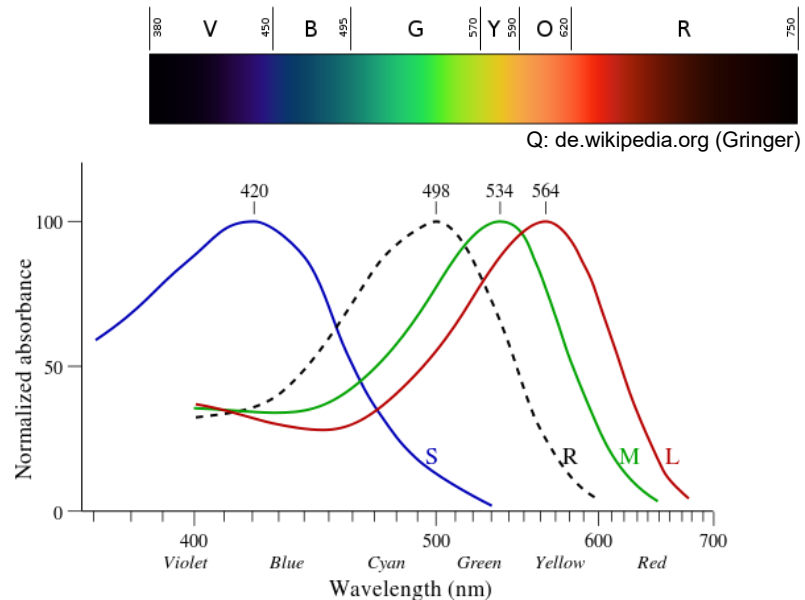 380 V 450 B 495 G 570 Y 590 O 620 R 750
Q: de.wikipedia.org (Gringer)
420 498 534 564
100
Normalized absorbance
50
S R M L
0
400 500 600 700
Violet Blue Cyan Green Yellow Red
Wavelength (nm)